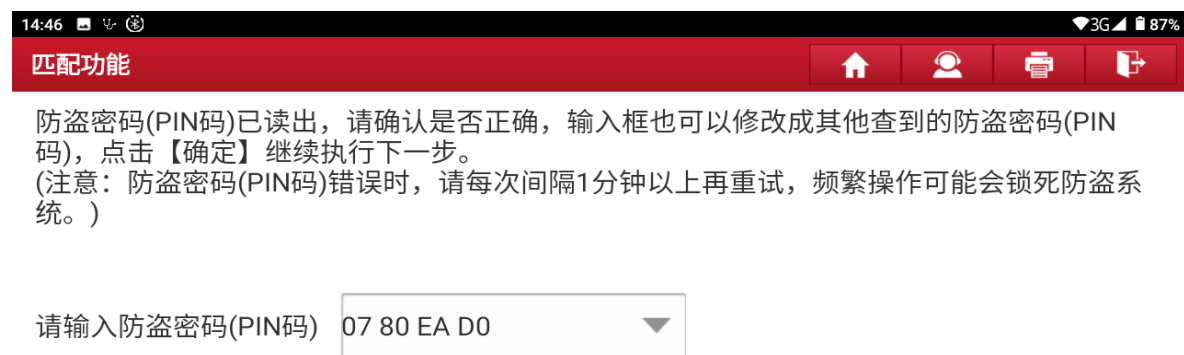 14:46 3G 87%
匹配功能
防盗密码(PIN码)已读出，请确认是否正确，输入框也可以修改成其他查到的防盗密码(PIN
码)，点击【确定】继续执行下一步。
(注意：防盗密码(PIN码)错误时，请每次间隔1分钟以上再重试，频繁操作可能会锁死防盗系
统。)
请输入防盗密码(PIN码) 07 80 EA D0